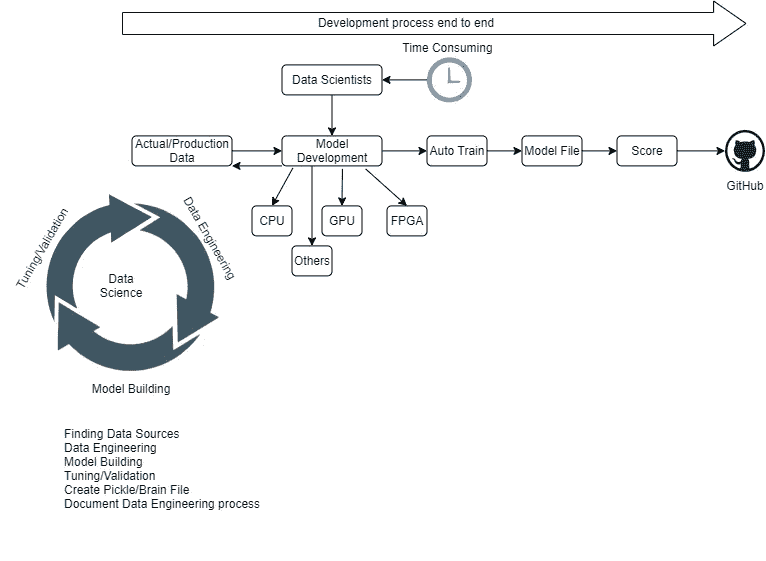 Development process end to end
Time Consuming
Data Scientists
Actual/Production
Data
Model
Development
Auto Train
Model File
Score
GitHub
CPU
GPU
FPGA
Others
Tuning/Validation
Data Engineering
Data
Science
Model Building
Finding Data Sources
Data Engineering
Model Building
Tuning/Validation
Create Pickle/Brain File
Document Data Engineering process